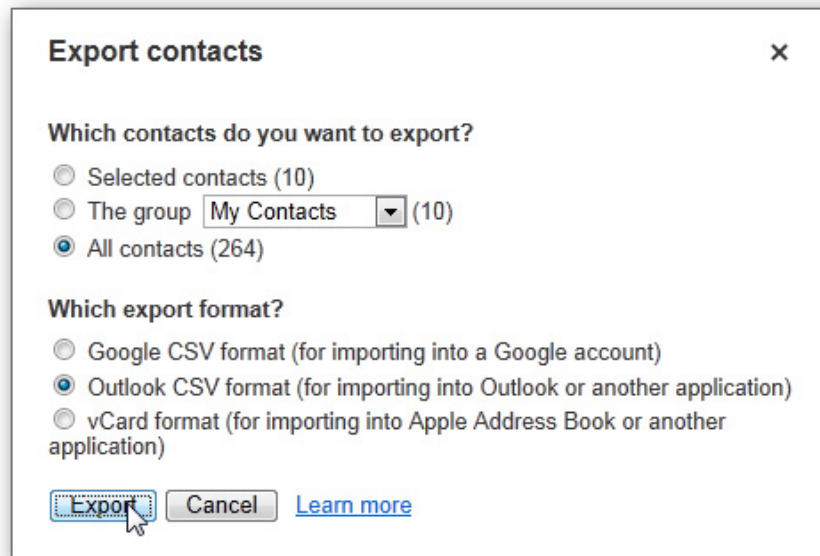 Export contacts
Which contacts do you want to export?
Selected contacts (10)
The group My Contacts (10)
All contacts (264)
Which export format?
Google CSV format (for importing into a Google account)
Outlook CSV format (for importing into Outlook or another application)
vCard format (for importing into Apple Address Book or another
application)
Export Cancel Learn more